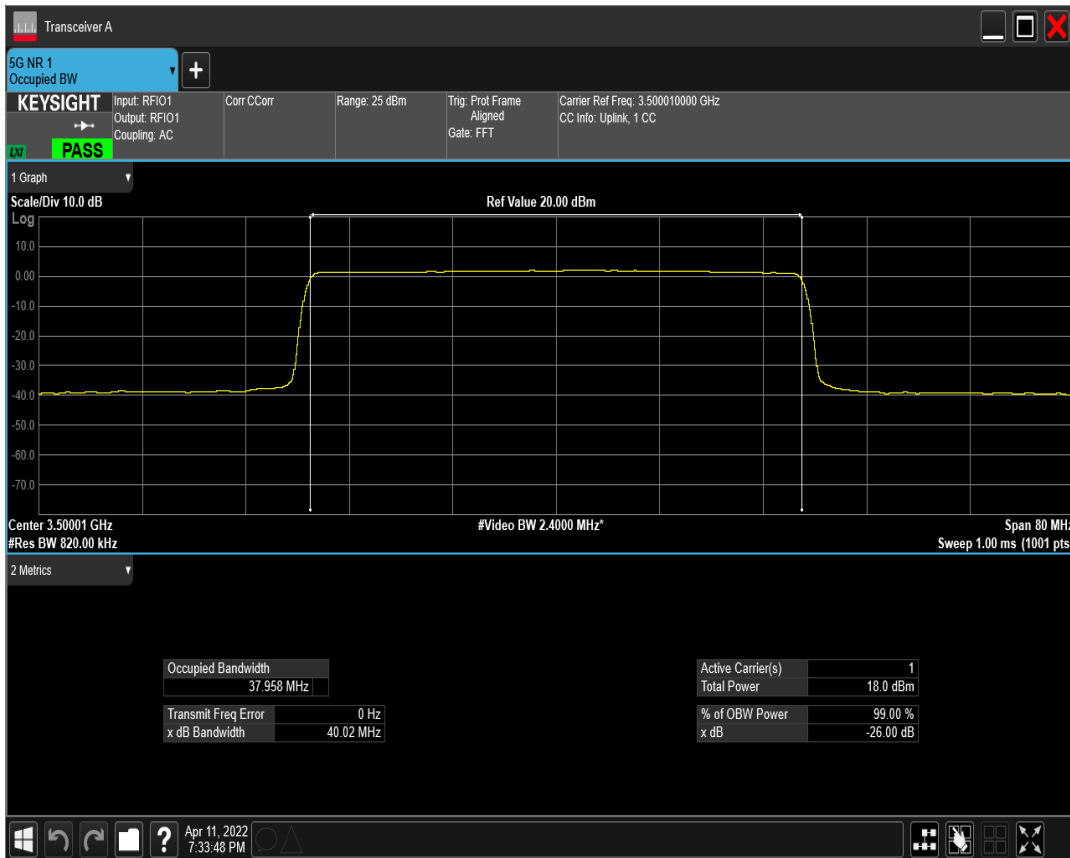 Transceiver A
5G NR 1
Occupied BW
+
KEYSIGHT
Input: RFIO1
Output: RFIO1
Coupling: AC
Corr CCorr
Range: 25 dBm
Trig: Prot Frame
Aligned
Gate: FFT
Carrier Ref Freq: 3.500010000 GHz
CC Info: Uplink, 1 CC
LXI
PASS
1 Graph
Scale/Div 10.0 dB
Ref Value 20.00 dBm
Log
10.0
0.00
-10.0
-20.0
-30.0
-40.0
-50.0
-60.0
-70.0
Center 3.50001 GHz
#Video BW 2.4000 MHz*
Span 80 MHz
#Res BW 820.00 kHz
Sweep 1.00 ms (1001 pts
2 Metrics
Occupied Bandwidth
37.958 MHz
Transmit Freq Error 0 Hz
x dB Bandwidth 40.02 MHz
Active Carrier(s) 1
Total Power 18.0 dBm
% of OBW Power 99.00 %
x dB -26.00 dB
?
Apr 11, 2022
7:33:48 PM